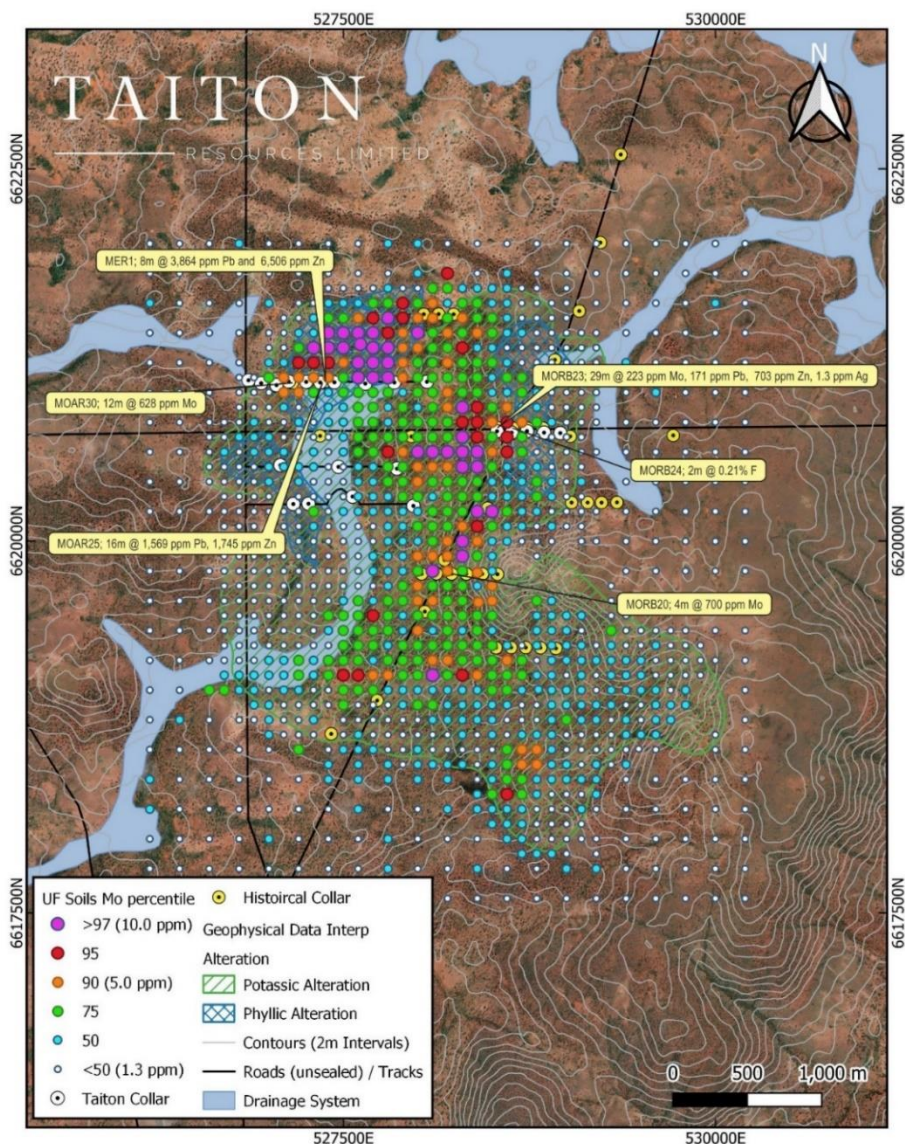 527500E 530000E
TAITON
RESOURCES LIMITED
N
6622500N 6622500N
MER1; 8m @ 3,864 ppm Pb and 6,506 ppm Zn
MORB23; 29m @ 223 ppm Mo, 171 ppm Pb, 703 ppm Zn, 1.3 ppm Ag
MOAR30; 12m @ 628 ppm Mo
MORB24; 2m @ 0.21% F
MOAR25; 16m @ 1,569 ppm Pb, 1,745 ppm Zn
6620000N 6620000N
MORB20; 4m @ 700 ppm Mo
6617500N 6617500N
UF Soils Mo percentile
>97 (10.0 ppm)
95
90 (5.0 ppm)
75
50
<50 (1.3 ppm)
Taiton Collar
Histoircal Collar
Geophysical Data Interp
Alteration
Potassic Alteration
Phyllic Alteration
Contours (2m Intervals)
Roads (unsealed) / Tracks
Drainage System
0 500 1,000 m
527500E 530000E